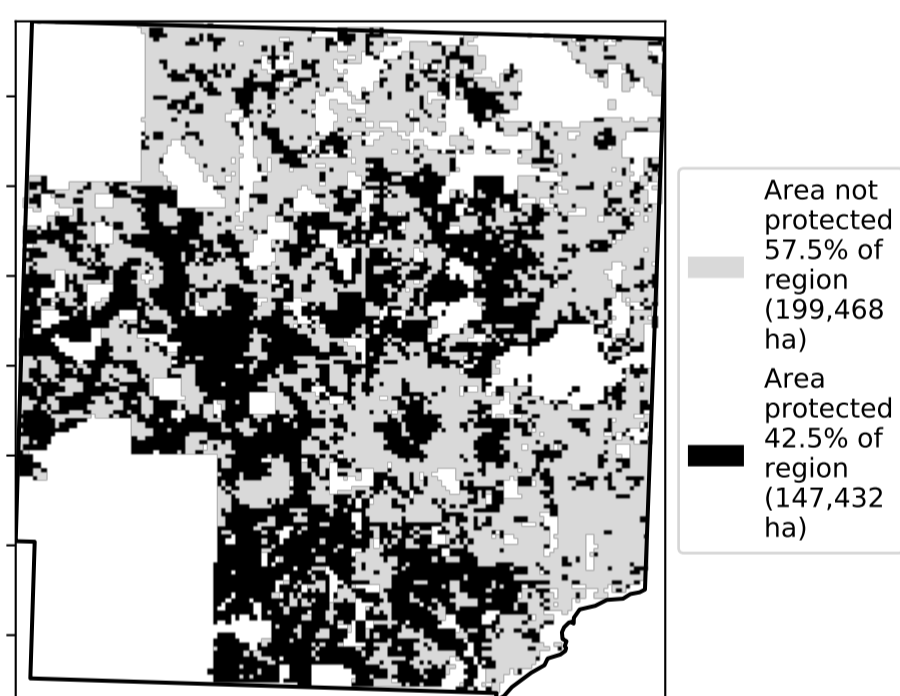 Area not
protected
57.5% of
region
(199,468
ha)
Area
protected
42.5% of
region
(147,432
ha)